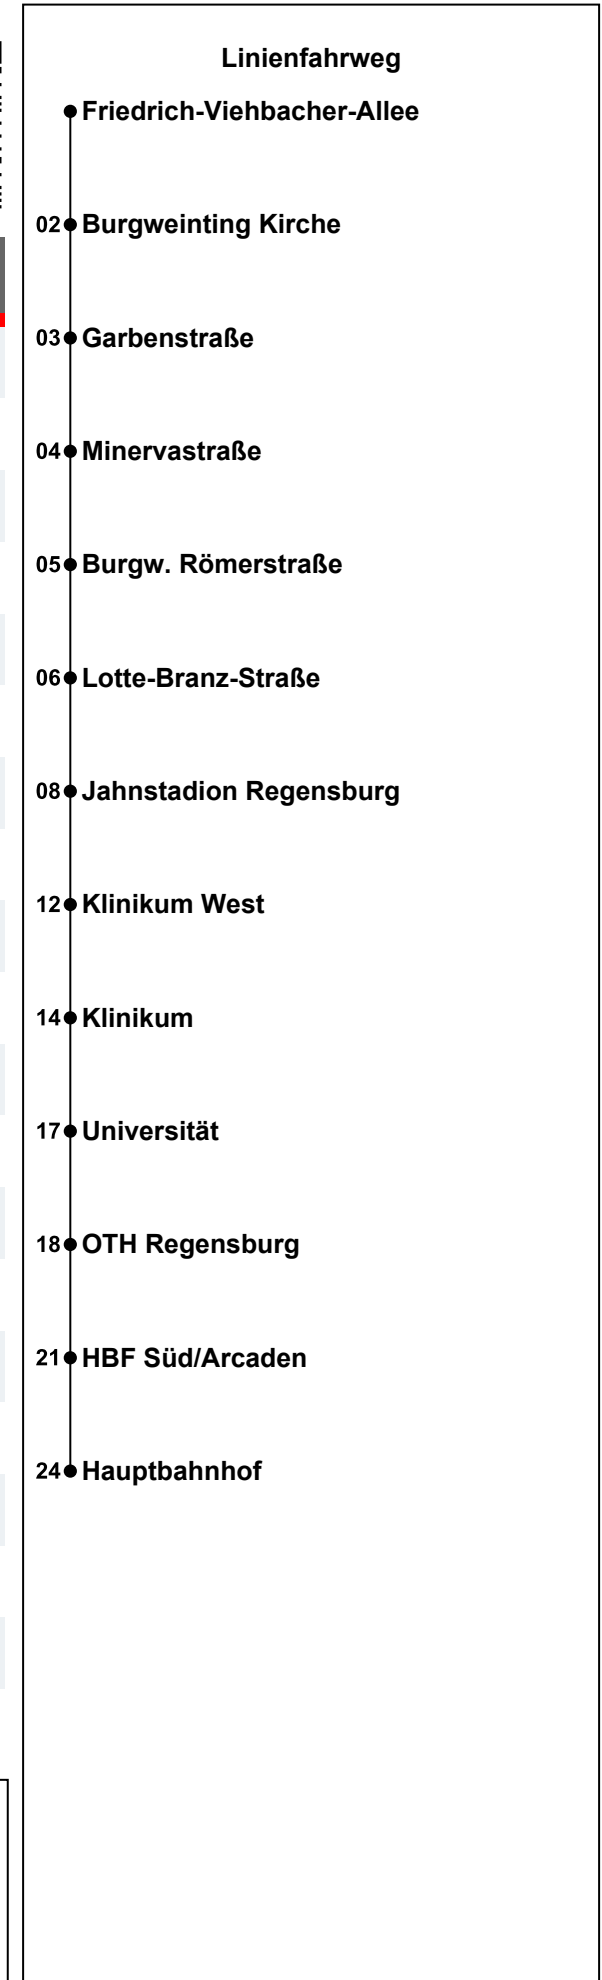 Linienfahrweg
Friedrich-Viehbacher-Allee
02 Burgweinting Kirche
03 Garbenstraße
04 Minervastraße
05 Burgw. Römerstraße
06 Lotte-Branz-Straße
08 Jahnstadion Regensburg
12 Klinikum West
14 Klinikum
17 Universität
18 OTH Regensburg
21 HBF Süd/Arcaden
24 Hauptbahnhof